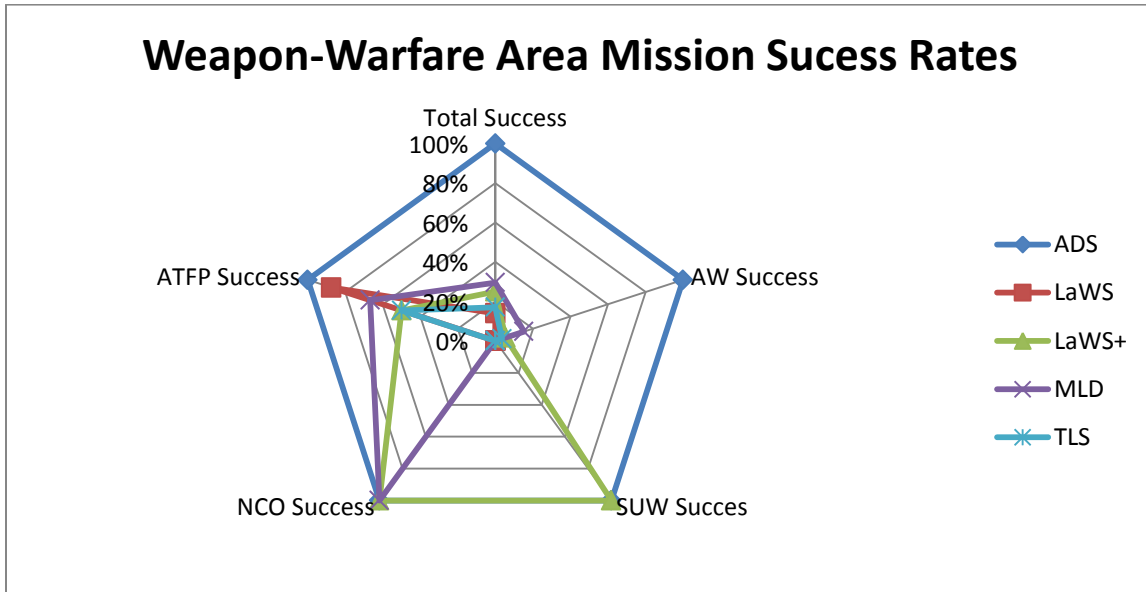 Weapon-Warfare Area Mission Sucess Rates
Total Success
100%
80%
60%
40%
20%
0%
AW Success
SUW Succes
NCO Success
ATFP Success
ADS
LaWS
LaWS+
MLD
TLS